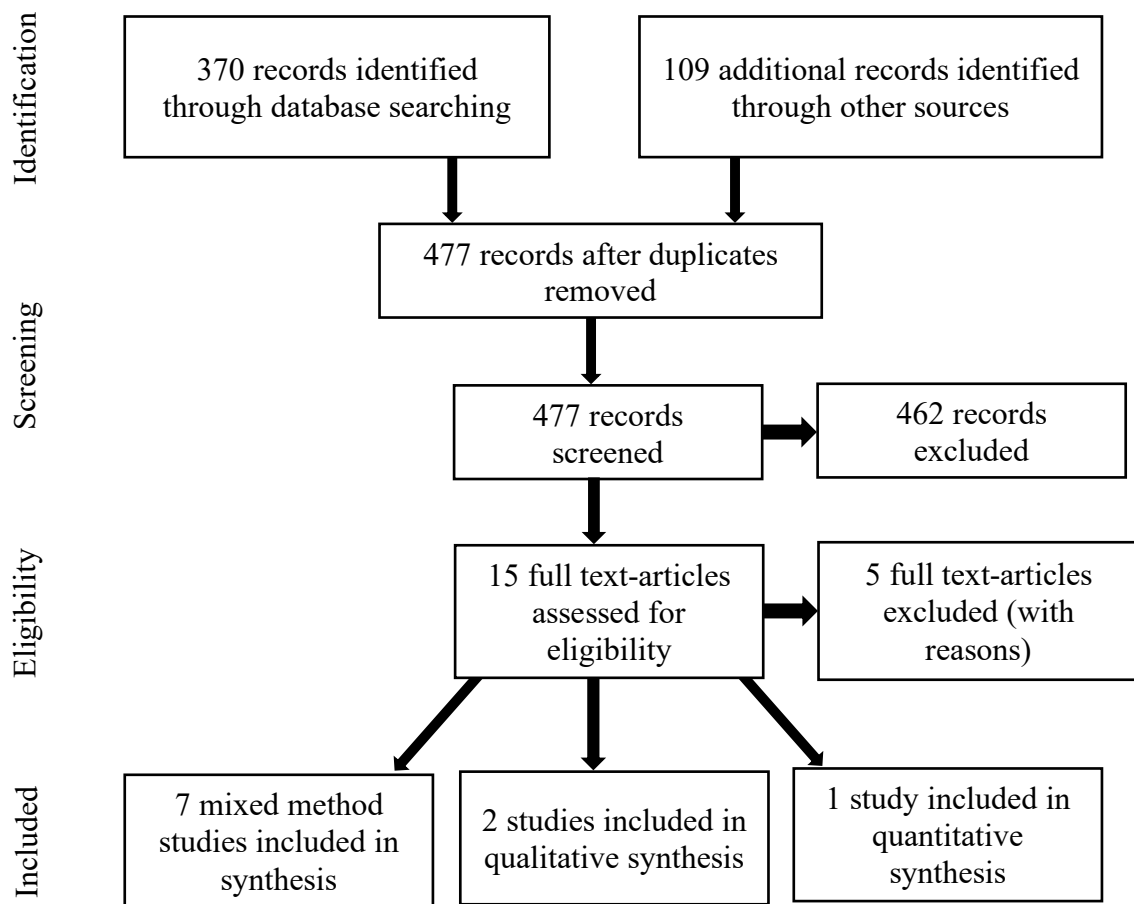 Identification
370 records identified
through database searching
109 additional records identified
through other sources
477 records after duplicates
removed
Screening
477 records
screened
462 records
excluded
Eligibility
15 full text-articles
assessed for
eligibility
5 full text-articles
excluded (with
reasons)
Included
7 mixed method
studies included in
synthesis
2 studies included in
qualitative synthesis
1 study included in
quantitative
synthesis